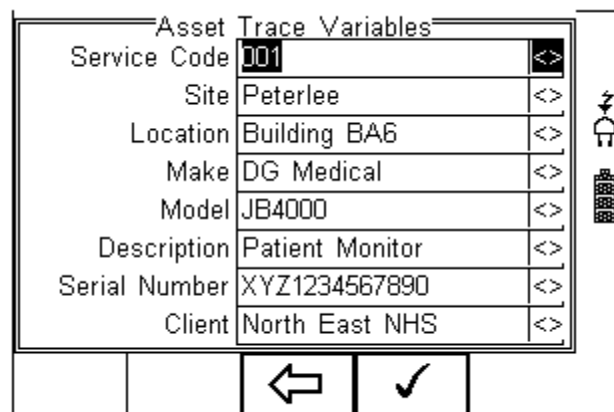 Asset Trace Variables
Service Code 001 <>
Site Peterlee <>
Location Building BA6 <>
Make DG Medical <>
Model JB4000 <>
Description Patient Monitor <>
Serial Number XYZ1234567890 <>
Client North East NHS <>